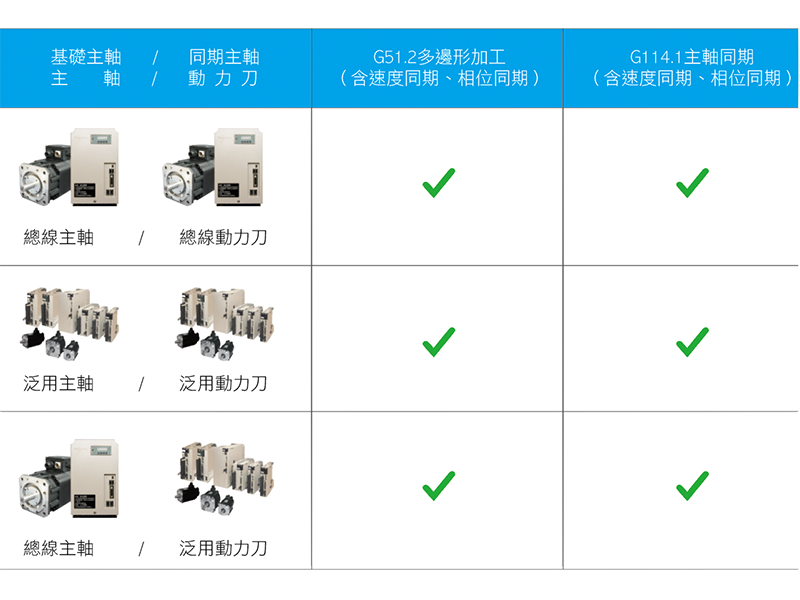 基礎主軸 / 同期主軸
主 軸 / 動 力 刀
G51.2多邊形加工
(含速度同期、相位同期)
G114.1主軸同期
(含速度同期、相位同期)
總線主軸 / 總線動力刀
泛用主軸 / 泛用動力刀
總線主軸 / 泛用動力刀